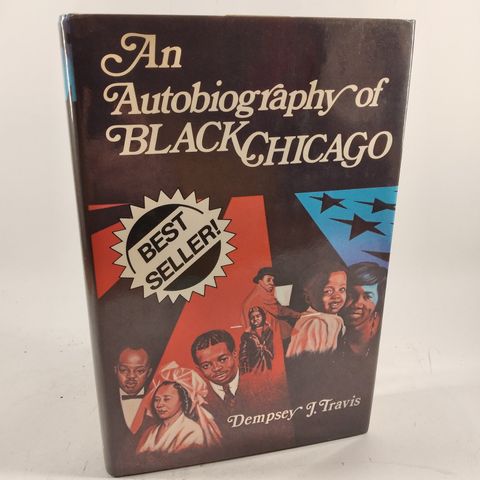 An
Autobiography of
BLACK CHICAGO
BEST
SELLER!
Dempsey J. Travis